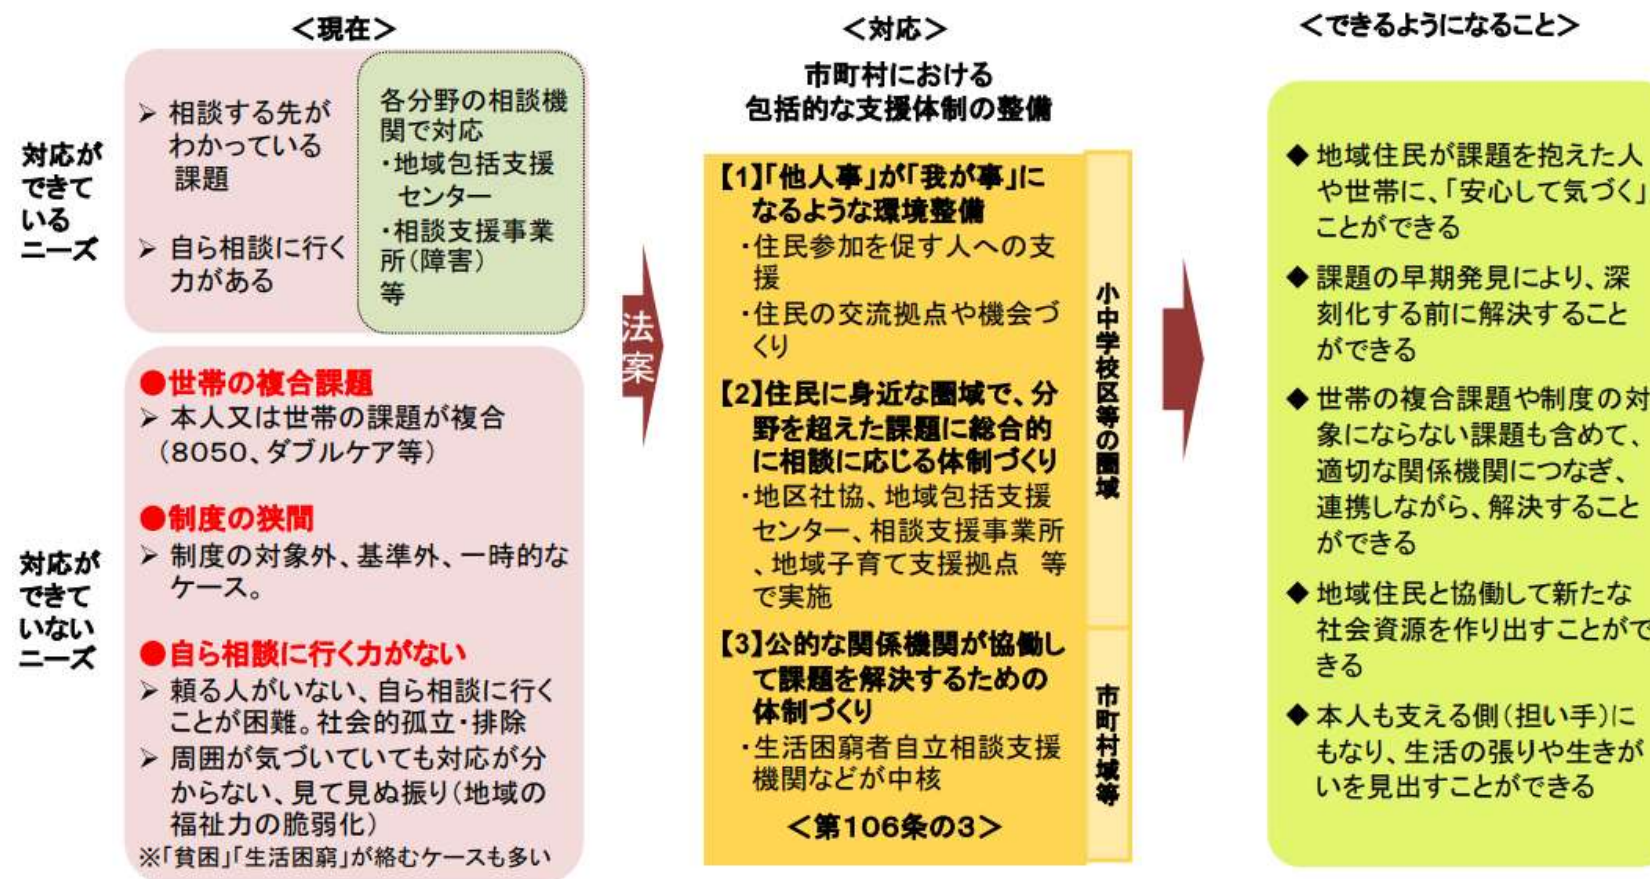 ＜現在＞
対応が
できて
いる
ニーズ
➢ 相談する先が
わかっている
課題
➢ 自ら相談に行く
力がある
各分野の相談機
関で対応
・地域包括支援
センター
・相談支援事業
所（障害）
等
対応が
できて
いない
ニーズ
●世帯の複合課題
➢ 本人又は世帯の課題が複合
（8050、ダブルケア等）
●制度の狭間
➢ 制度の対象外、基準外、一時的な
ケース。
●自ら相談に行く力がない
➢ 頼る人がいない、自ら相談に行く
ことが困難。社会的孤立・排除
➢ 周囲が気づいていても対応が分
からない、見て見ぬ振り（地域の
福祉力の脆弱化）
※「貧困」「生活困窮」が絡むケースも多い
法
案
＜対応＞
市町村における
包括的な支援体制の整備
【1】「他人事」が「我が事」に
なるような環境整備
・住民参加を促す人への支
援
・住民の交流拠点や機会づ
くり
【2】住民に身近な圏域で、分
野を超えた課題に総合的
に相談に応じる体制づくり
・地区社協、地域包括支援
センター、相談支援事業所
、地域子育て支援拠点　等
で実施
【3】公的な関係機関が協働し
て課題を解決するための
体制づくり
・生活困窮者自立相談支援
機関などが中核
＜第106条の3＞
小中学校区等の圏域
市町村域等
＜できるようになること＞
◆ 地域住民が課題を抱えた人
や世帯に、「安心して気づく」
ことができる
◆ 課題の早期発見により、深
刻化する前に解決すること
ができる
◆ 世帯の複合課題や制度の対
象にならない課題も含めて、
適切な関係機関につなぎ、
連携しながら、解決すること
ができる
◆ 地域住民と協働して新たな
社会資源を作り出すことがで
きる
◆ 本人も支える側（担い手）に
もなり、生活の張りや生きが
いを見出すことができる